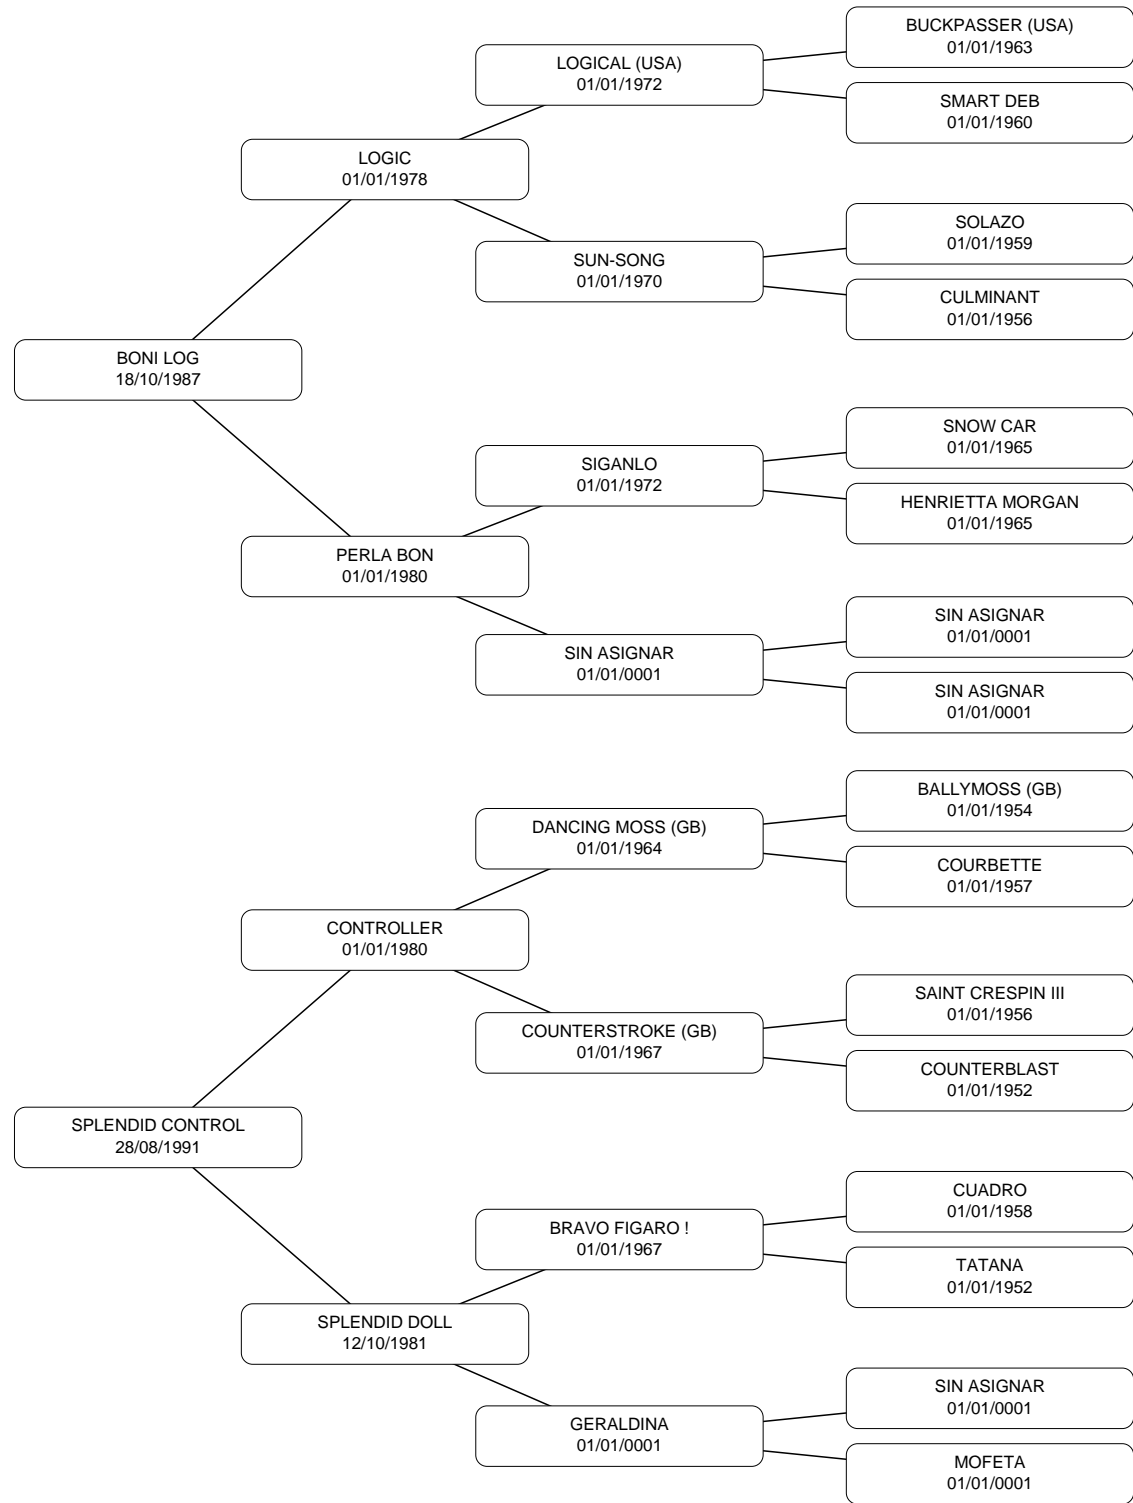 BUCKPASSER (USA)
01/01/1963
LOGICAL (USA)
01/01/1972
SMART DEB
01/01/1960
LOGIC
01/01/1978
SOLAZO
01/01/1959
SUN-SONG
01/01/1970
CULMINANT
01/01/1956
BONI LOG
18/10/1987
SNOW CAR
01/01/1965
SIGANLO
01/01/1972
HENRIETTA MORGAN
01/01/1965
PERLA BON
01/01/1980
SIN ASIGNAR
01/01/0001
SIN ASIGNAR
01/01/0001
SIN ASIGNAR
01/01/0001
BALLYMOSS (GB)
01/01/1954
DANCING MOSS (GB)
01/01/1964
COURBETTE
01/01/1957
CONTROLLER
01/01/1980
SAINT CRESPIN III
01/01/1956
COUNTERSTROKE (GB)
01/01/1967
COUNTERBLAST
01/01/1952
SPLENDID CONTROL
28/08/1991
CUADRO
01/01/1958
BRAVO FIGARO !
01/01/1967
TATANA
01/01/1952
SPLENDID DOLL
12/10/1981
SIN ASIGNAR
01/01/0001
GERALDINA
01/01/0001
MOFETA
01/01/0001